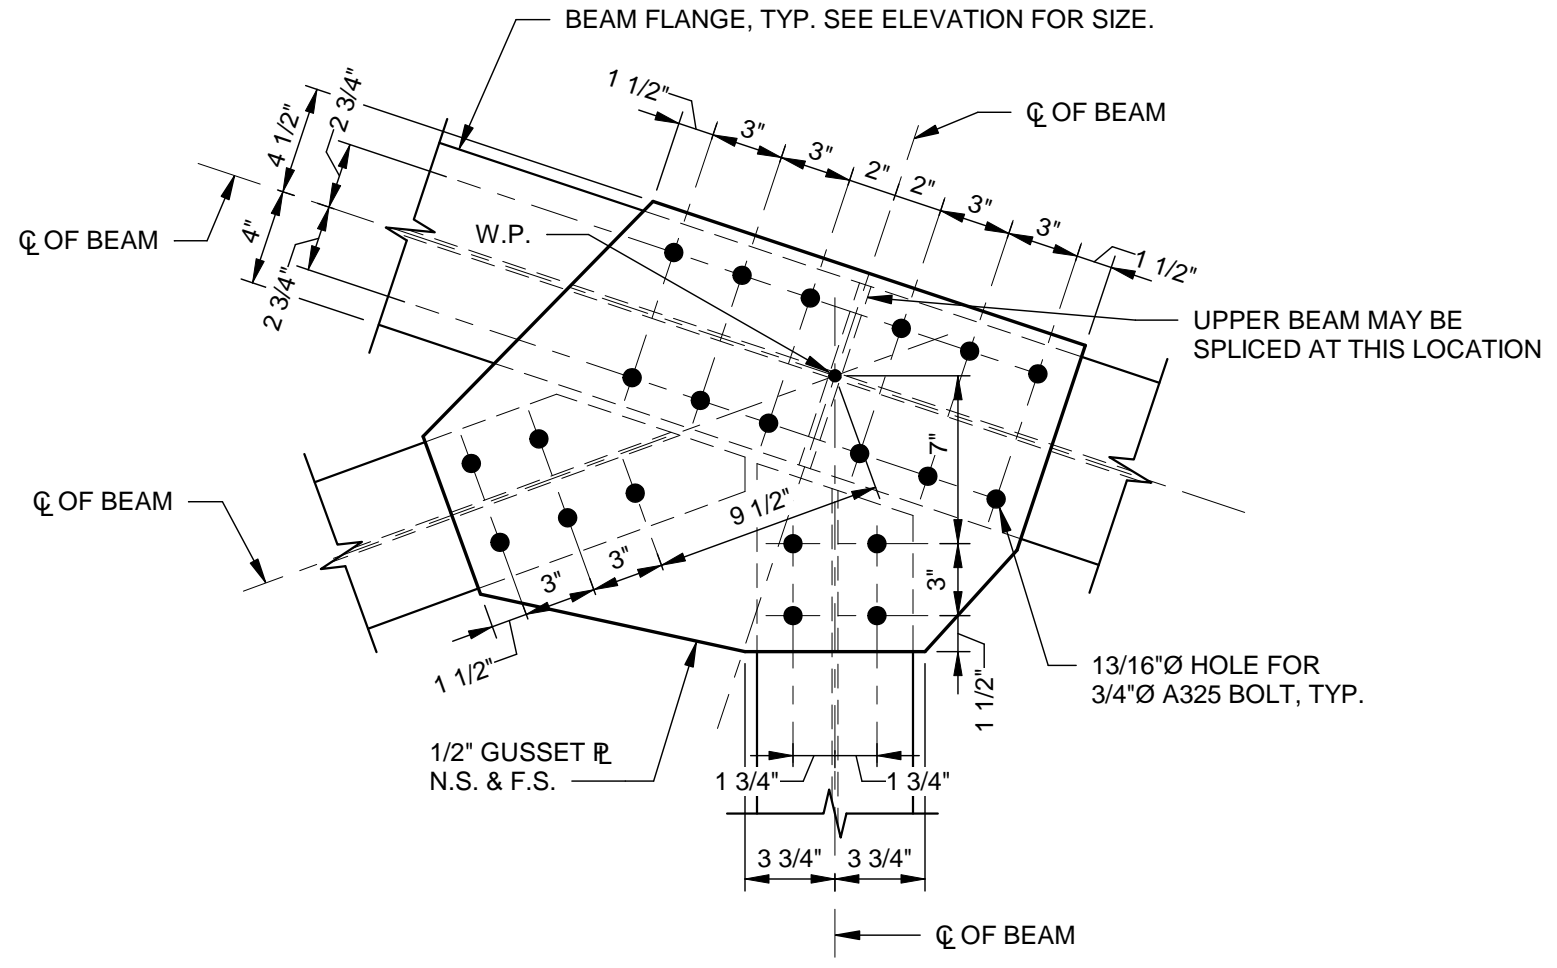 BEAM FLANGE, TYP. SEE ELEVATION FOR SIZE.
1 1/2"
3"
3"
2"
2"
3"
3"
1 1/2"
℄ OF BEAM
4 1/2"
2 3/4"
4"
2 3/4"
℄ OF BEAM
W.P.
UPPER BEAM MAY BE
SPLICED AT THIS LOCATION
℄ OF BEAM
7"
9 1/2"
3"
3"
3"
1 1/2"
1 1/2"
13/16"Ø HOLE FOR
3/4"Ø A325 BOLT, TYP.
1/2" GUSSET PL
N.S. & F.S.
1 3/4"
1 3/4"
3 3/4"
3 3/4"
℄ OF BEAM